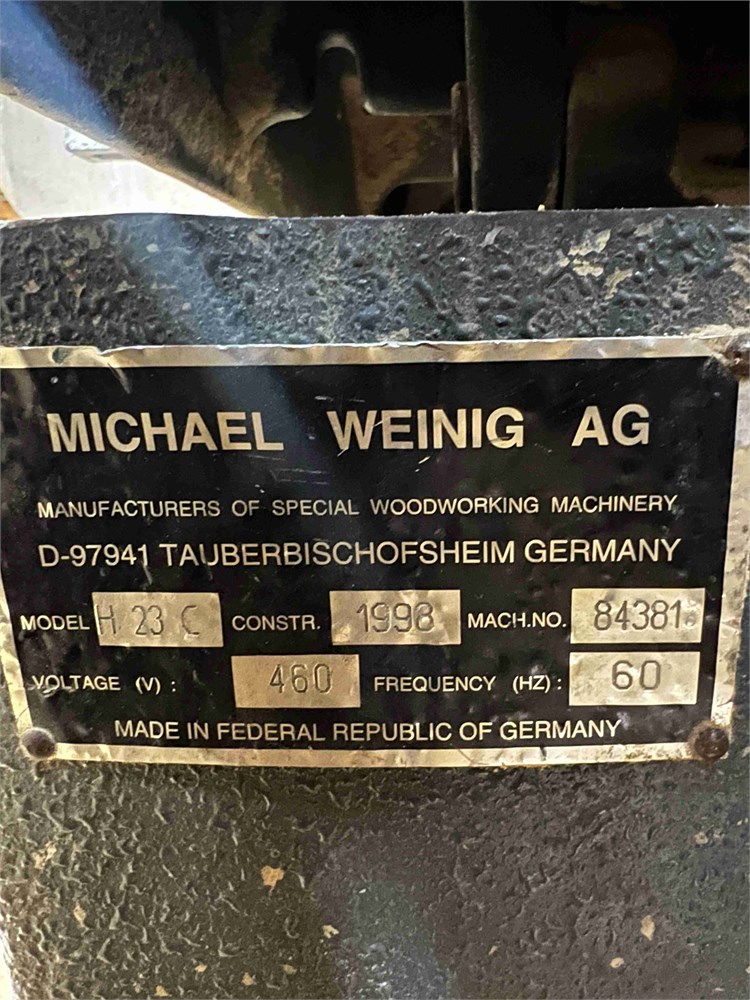 MICHAEL WEINIG AG
MANUFACTURERS OF SPECIAL WOODWORKING MACHINERY
D-97941 TAUBERBISCHOFSHEIM GERMANY
MODEL H 23 C CONSTR. 1998 MACH.NO. 84381
VOLTAGE (V) : 460 FREQUENCY (HZ) : 60
MADE IN FEDERAL REPUBLIC OF GERMANY